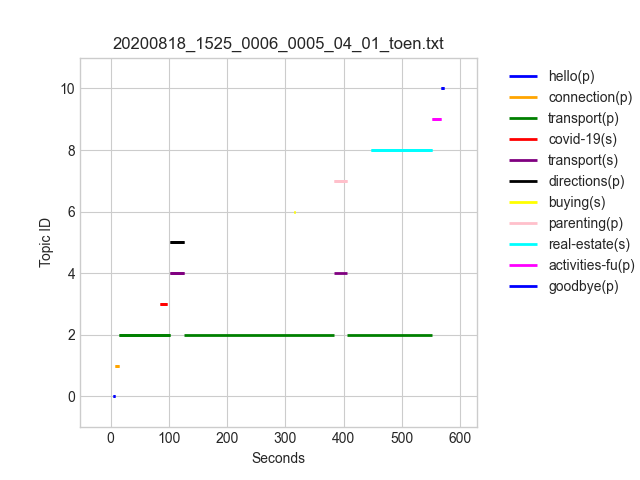 20200818_1525_0006_0005_04_01_toen.txt
10
8
6
4
2
0
Topic ID
0 100 200 300 400 500 600
Seconds
hello(p)
connection(p)
transport(p)
covid-19(s)
transport(s)
directions(p)
buying(s)
parenting(p)
real-estate(s)
activities-fu(p)
goodbye(p)